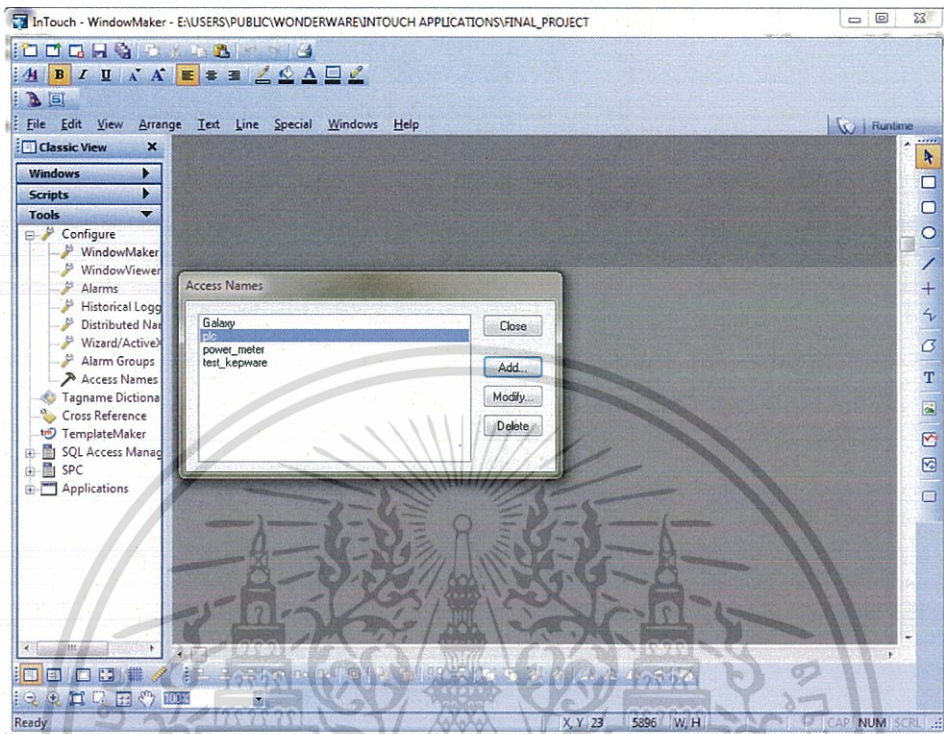 InTouch - WindowMaker - E:\USERS\PUBLIC\WONDERWARE\INTOUCH APPLICATIONS\FINAL_PROJECT
File Edit View Arrange Text Line Special Windows Help
Runtime
Classic View
Windows
Scripts
Tools
Configure
WindowMaker
WindowViewer
Alarms
Historical Logg
Distributed Nar
Wizard/ActiveX
Alarm Groups
Access Names
Tagname Dictiona
Cross Reference
TemplateMaker
SQL Access Manag
SPC
Applications
Access Names
Galaxy
plc
power_meter
test_kepware
Close
Add...
Modify...
Delete
100%
Ready
X, Y 23 5896 W, H
CAP NUM SCRL